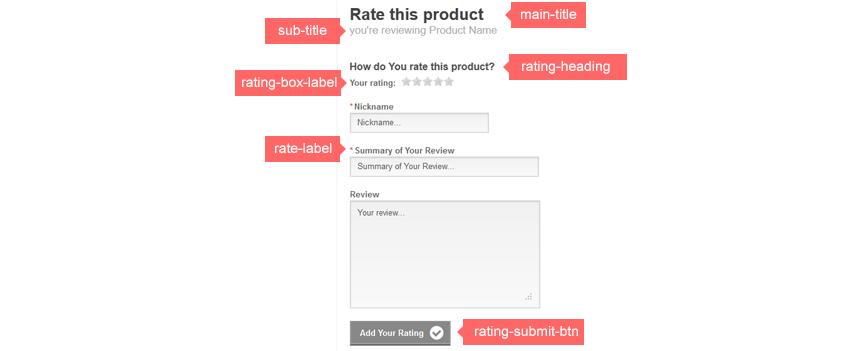 Rate this product
main-title
sub-title
you're reviewing Product Name
How do You rate this product?
rating-heading
rating-box-label
Your rating:
* Nickname
Nickname...
rate-label
* Summary of Your Review
Summary of Your Review...
Review
Your review...
Add Your Rating
rating-submit-btn